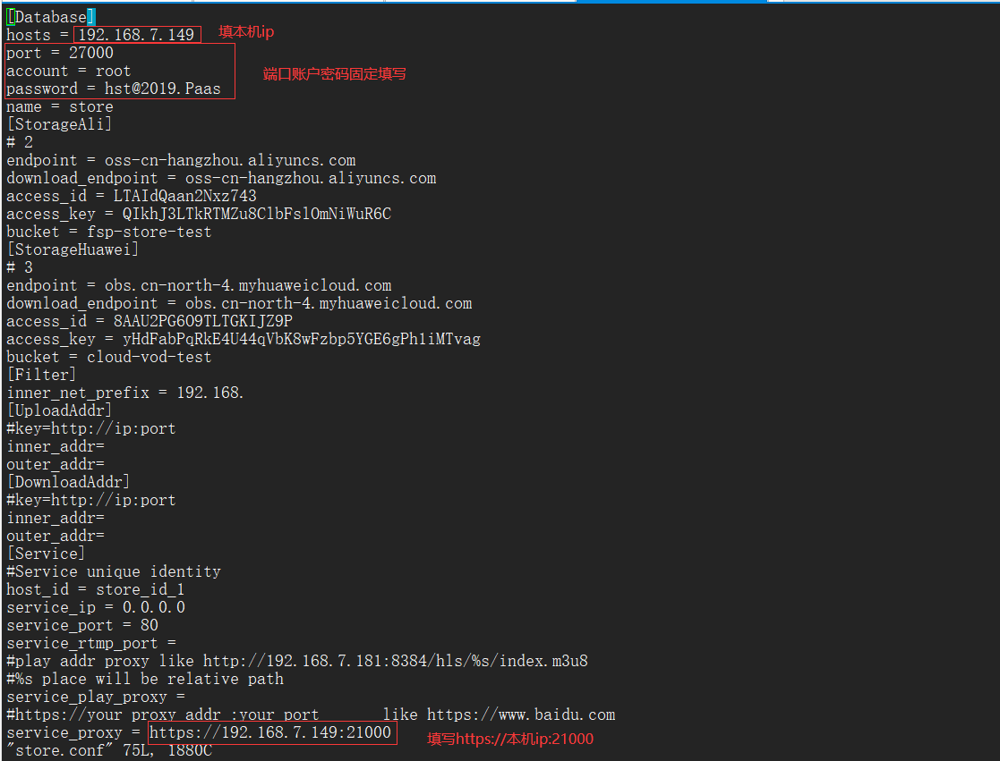 [Database]
hosts = 192.168.7.149 填本机ip
port = 27000
account = root 端口账户密码固定填写
password = hst@2019.Paas
name = store
[StorageAli]
# 2
endpoint = oss-cn-hangzhou.aliyuncs.com
download_endpoint = oss-cn-hangzhou.aliyuncs.com
access_id = LTAIdQaan2Nxz743
access_key = QIkhJ3LTkRTMZu8ClbFslOmNiWuR6C
bucket = fsp-store-test
[StorageHuawei]
# 3
endpoint = obs.cn-north-4.myhuaweicloud.com
download_endpoint = obs.cn-north-4.myhuaweicloud.com
access_id = 8AAU2PG6O9TLTGKIJZ9P
access_key = yHdFabPqRkE4U44qVbK8wFzbp5YGE6gPh1iMTvag
bucket = cloud-vod-test
[Filter]
inner_net_prefix = 192.168.
[UploadAddr]
#key=http://ip:port
inner_addr=
outer_addr=
[DownloadAddr]
#key=http://ip:port
inner_addr=
outer_addr=
[Service]
#Service unique identity
host_id = store_id_1
service_ip = 0.0.0.0
service_port = 80
service_rtmp_port =
#play addr proxy like http://192.168.7.181:8384/hls/%s/index.m3u8
#%s place will be relative path
service_play_proxy =
#https://your proxy addr :your port like https://www.baidu.com
service_proxy = https://192.168.7.149:21000 填写https://本机ip:21000
"store.conf" 75L, 1880C